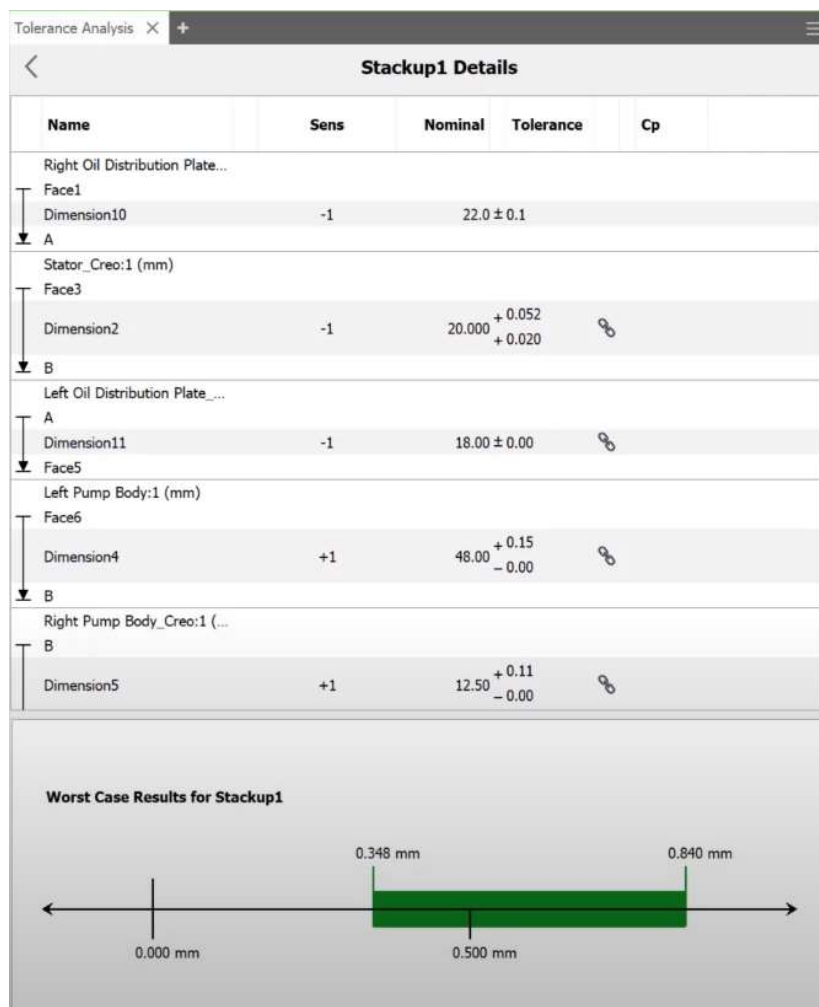 Tolerance Analysis
Stackup1 Details
Name Sens Nominal Tolerance Cp
Right Oil Distribution Plate...
Face1
Dimension10 -1 22.0 ± 0.1
A
Stator_Creo:1 (mm)
Face3
Dimension2 -1 20.000 + 0.052 + 0.020
B
Left Oil Distribution Plate_...
A
Dimension11 -1 18.00 ± 0.00
Face5
Left Pump Body:1 (mm)
Face6
Dimension4 +1 48.00 + 0.15 − 0.00
B
Right Pump Body_Creo:1 (...
B
Dimension5 +1 12.50 + 0.11 − 0.00
Worst Case Results for Stackup1
0.348 mm 0.840 mm
0.000 mm 0.500 mm